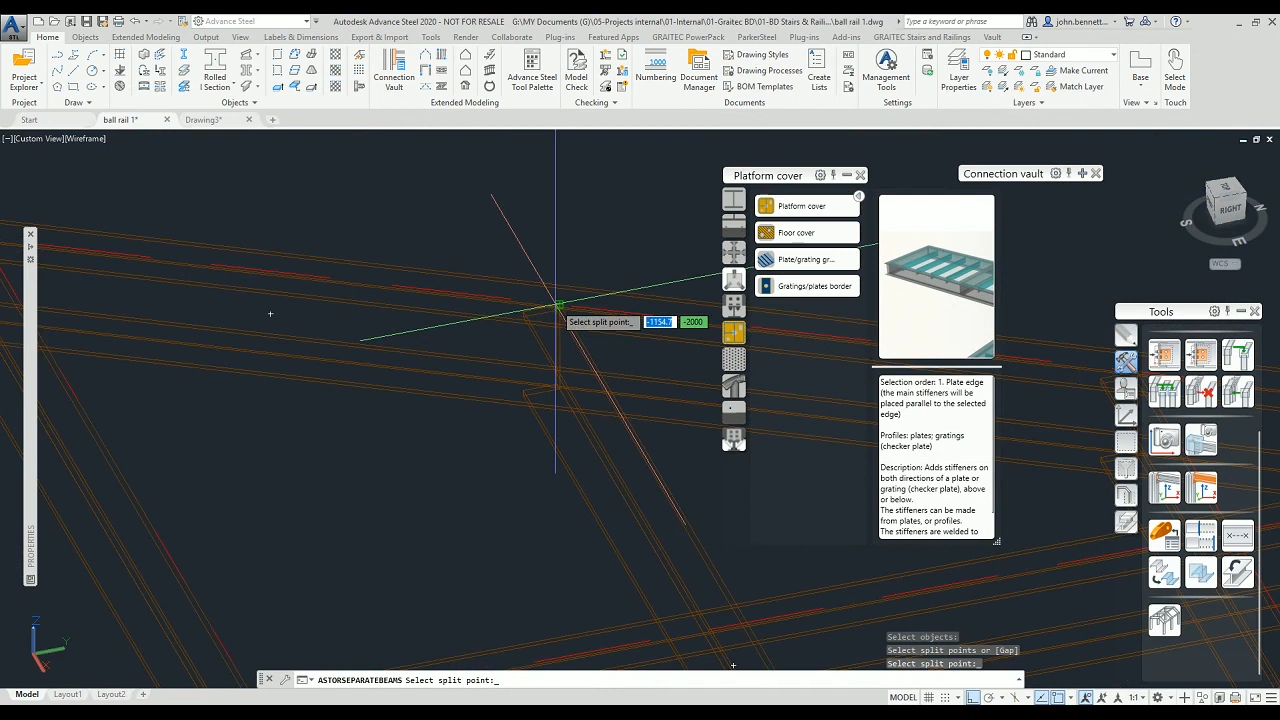 A
STL
Advance Steel
Autodesk Advance Steel 2020 - NOT FOR RESALE G:\MY Documents (G)\05-Projects internal\01-Internal\01-Graitec BD\01-BD Stairs & Raili...\ball rail 1.dwg
Type a keyword or phrase
john.bennett...
Home Objects Extended Modeling Output View Labels & Dimensions Export & Import Tools Render Collaborate Plug-ins Featured Apps GRAITEC PowerPack ParkerSteel Add-ins GRAITEC Stairs and Railings Vault
Project Explorer
Rolled I Section
Connection Vault
Advance Steel Tool Palette
Model Check
Numbering
Document Manager
Drawing Styles
Drawing Processes
BOM Templates
Create Lists
Management Tools
Layer Properties
Standard
Make Current
Match Layer
Base
Select Mode
Project Draw Objects Extended Modeling Checking Documents Settings Layers View Touch
Start ball rail 1* Drawing3*
[−][Custom View][Wireframe]
Platform cover
Connection vault
Platform cover
Floor cover
Plate/grating gr...
Gratings/plates border
RIGHT
S
E
N
WCS
Select split point:
-1154.7
-2000
Tools
Selection order: 1. Plate edge
(the main stiffeners will be
placed parallel to the selected
edge)
Profiles: plates; gratings
(checker plate)
Description: Adds stiffeners on
both directions of a plate or
grating (checker plate), above
or below.
The stiffeners can be made
from plates, or profiles.
The stiffeners are welded to
PROPERTIES
Z
Y
X
Select objects:
Select split points or [Gap]
Select split point:_
ASTORSEPARATEBEAMS Select split point:_
Model Layout1 Layout2
MODEL
1:1